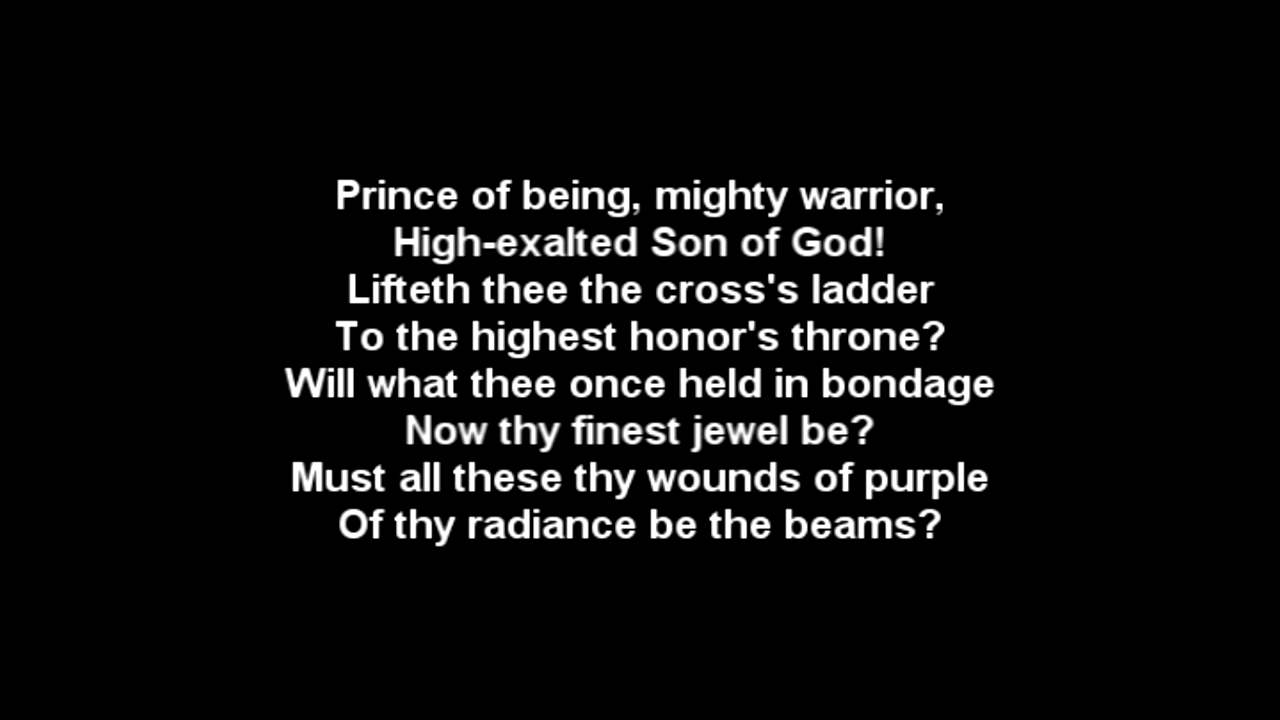 Prince of being, mighty warrior,
High-exalted Son of God!
Lifteth thee the cross's ladder
To the highest honor's throne?
Will what thee once held in bondage
Now thy finest jewel be?
Must all these thy wounds of purple
Of thy radiance be the beams?